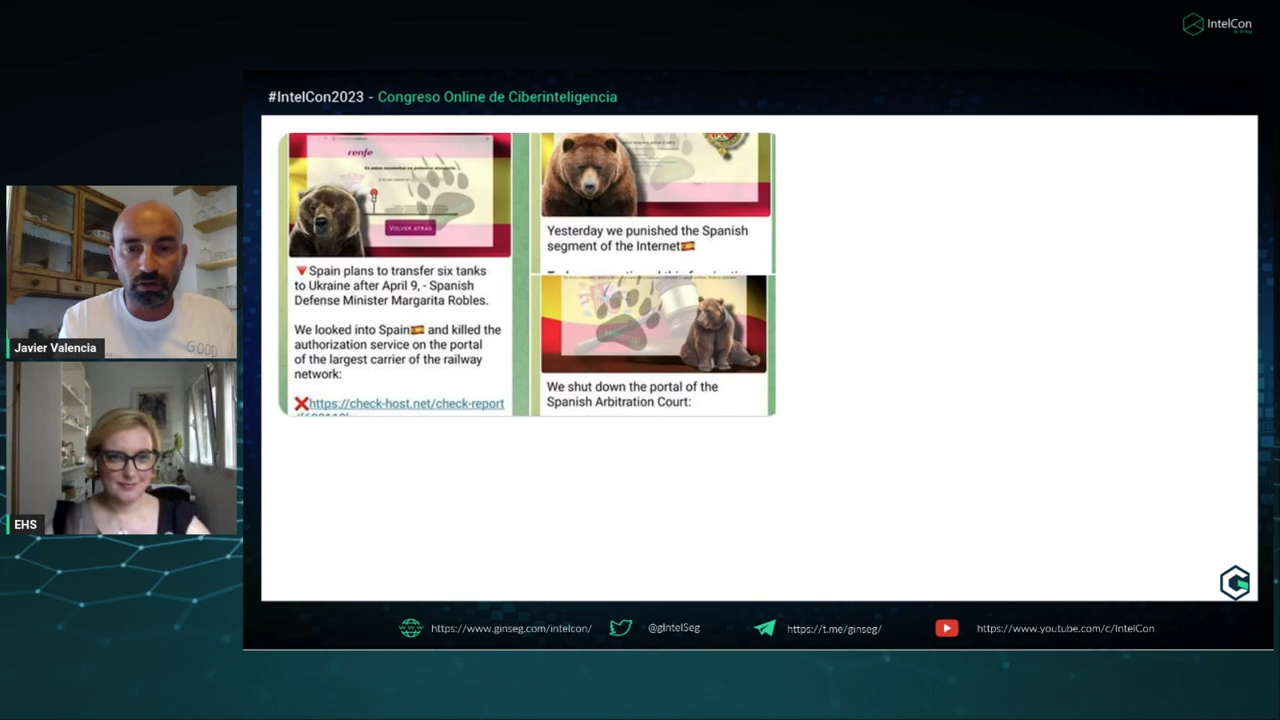 IntelCon
#IntelCon2023 - Congreso Online de Ciberinteligencia
renfe
VOLVER ATRÁS
🔻Spain plans to transfer six tanks
to Ukraine after April 9, - Spanish
Defense Minister Margarita Robles.
We looked into Spain🇪🇸 and killed the
authorization service on the portal
of the largest carrier of the railway
network:
❌https://check-host.net/check-report
Yesterday we punished the Spanish
segment of the Internet🇪🇸
We shut down the portal of the
Spanish Arbitration Court:
GOOD
Javier Valencia
EHS
https://www.ginseg.com/intelcon/
@gIntelSeg
https://t.me/ginseg/
https://www.youtube.com/c/IntelCon